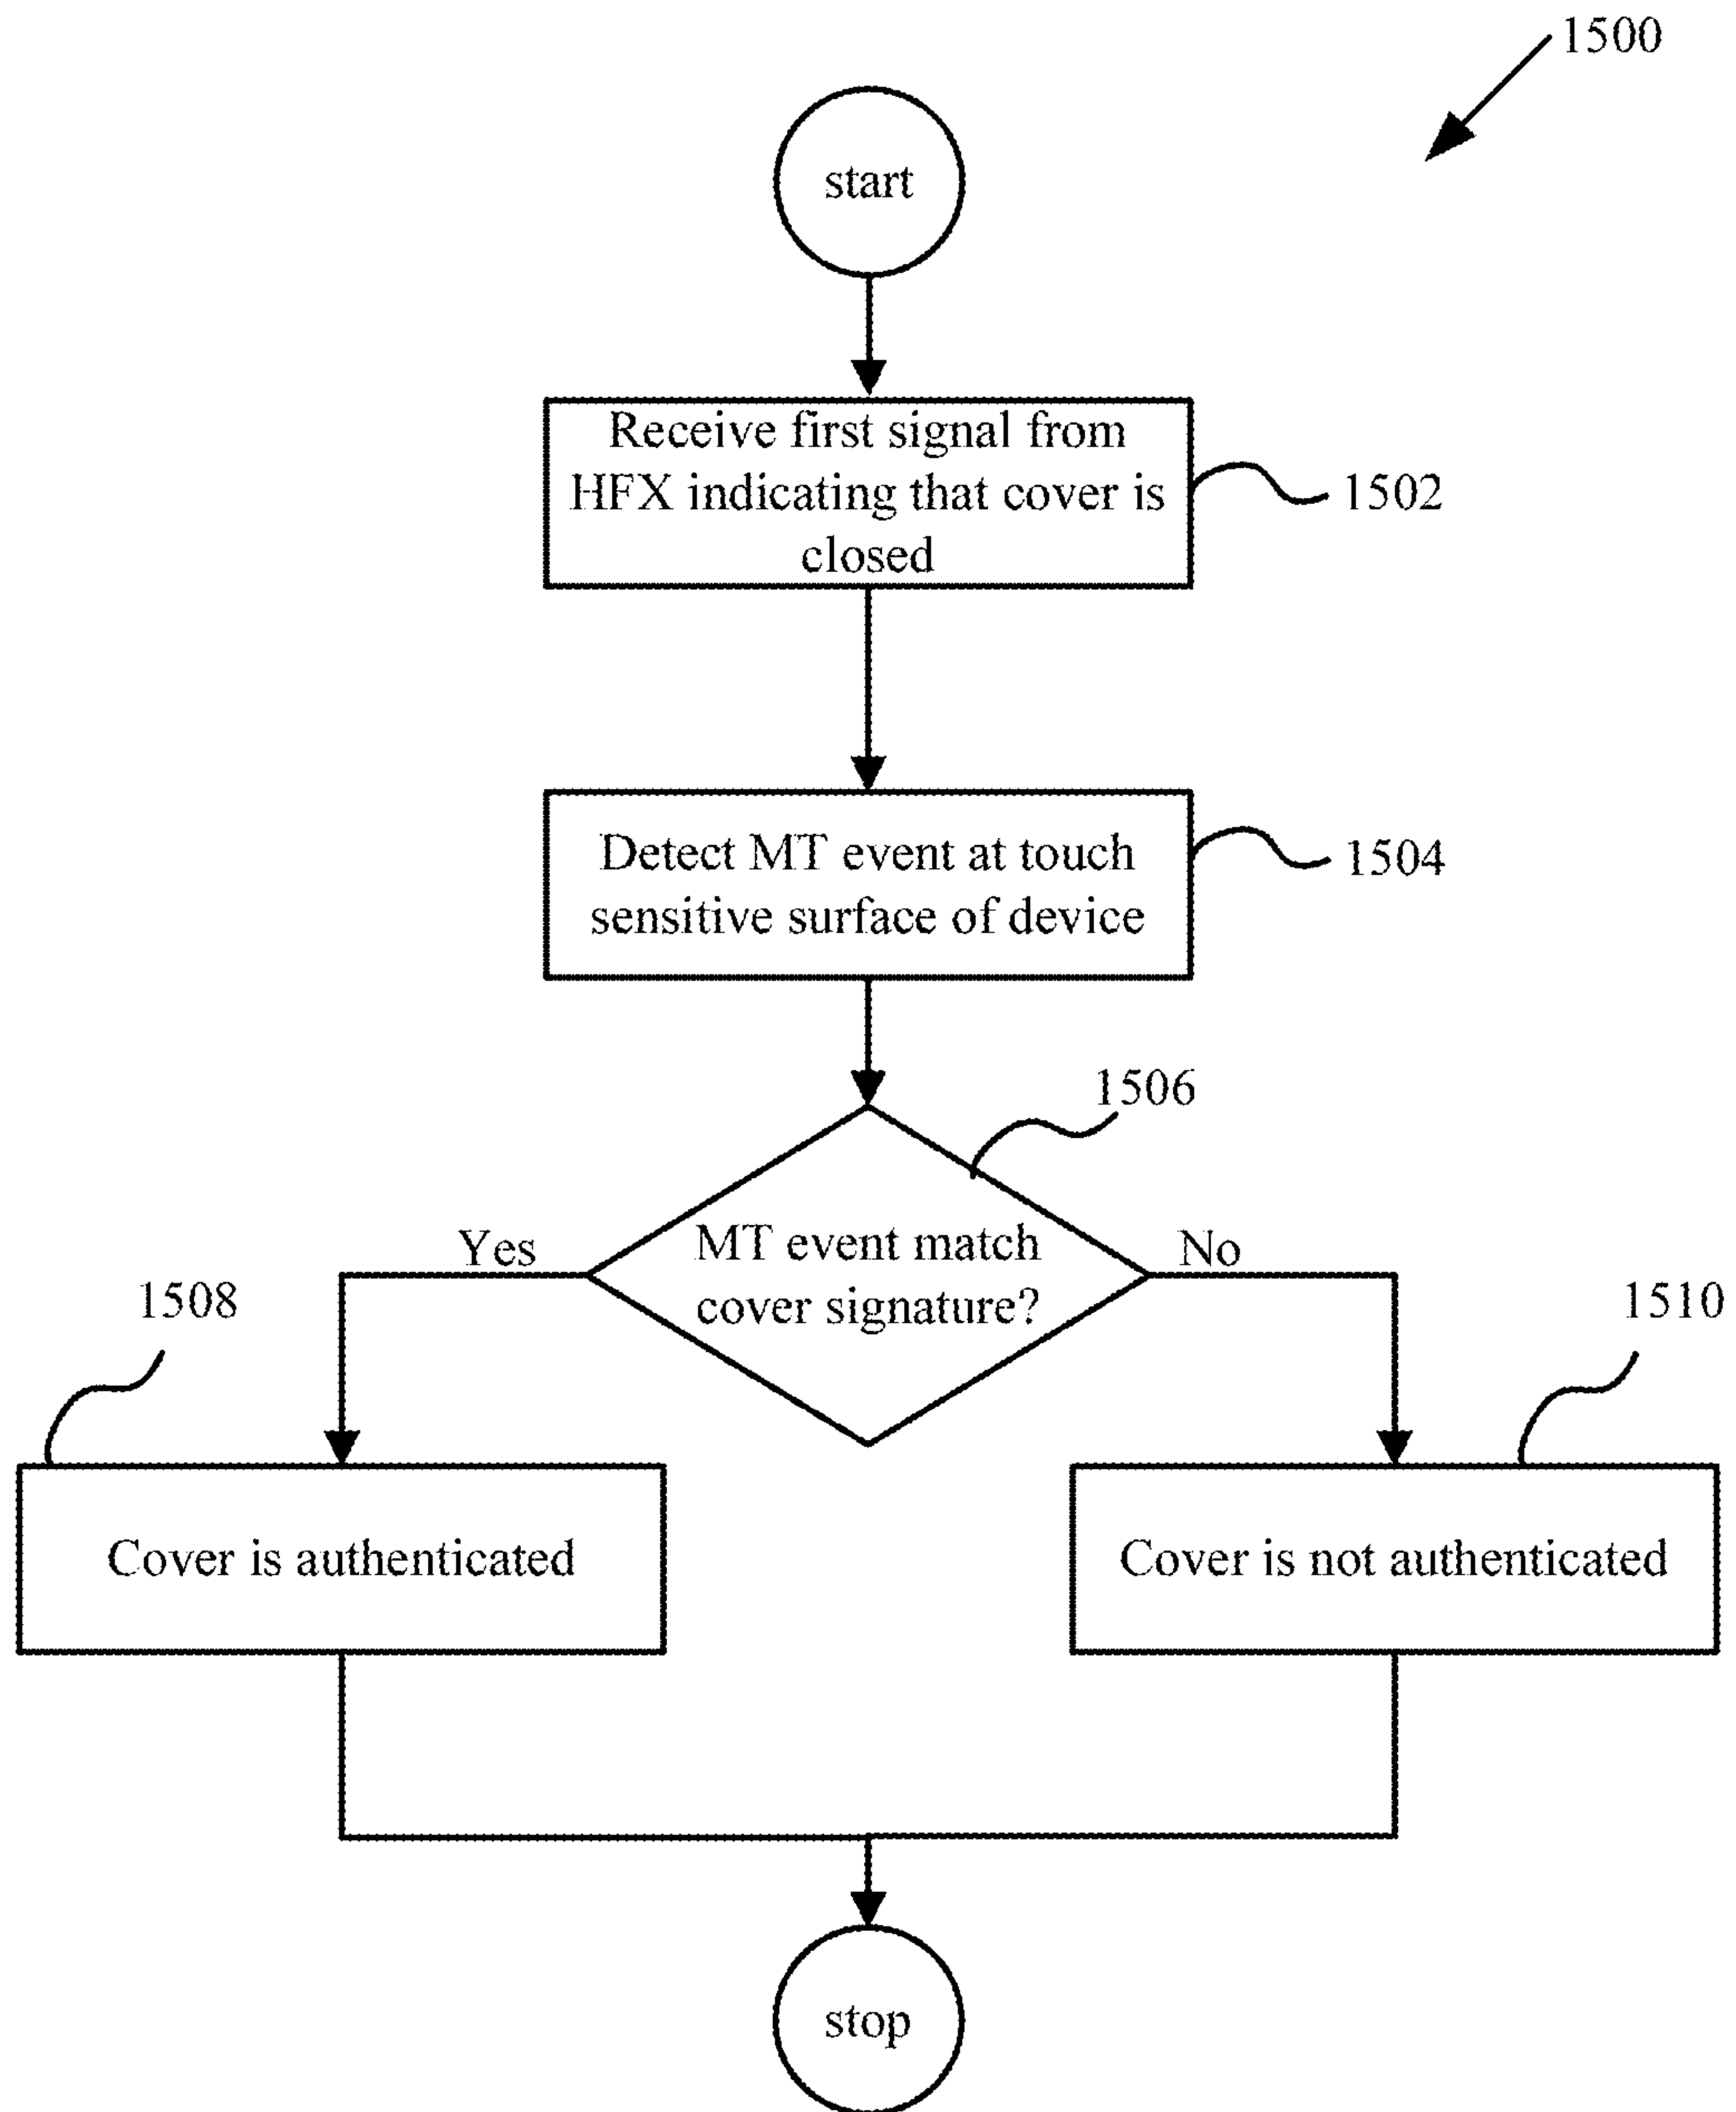 1500
start
Receive first signal from
HFX indicating that cover is
closed
1502
Detect MT event at touch
sensitive surface of device
1504
1506
MT event match
cover signature?
Yes
No
1508
1510
Cover is authenticated
Cover is not authenticated
stop